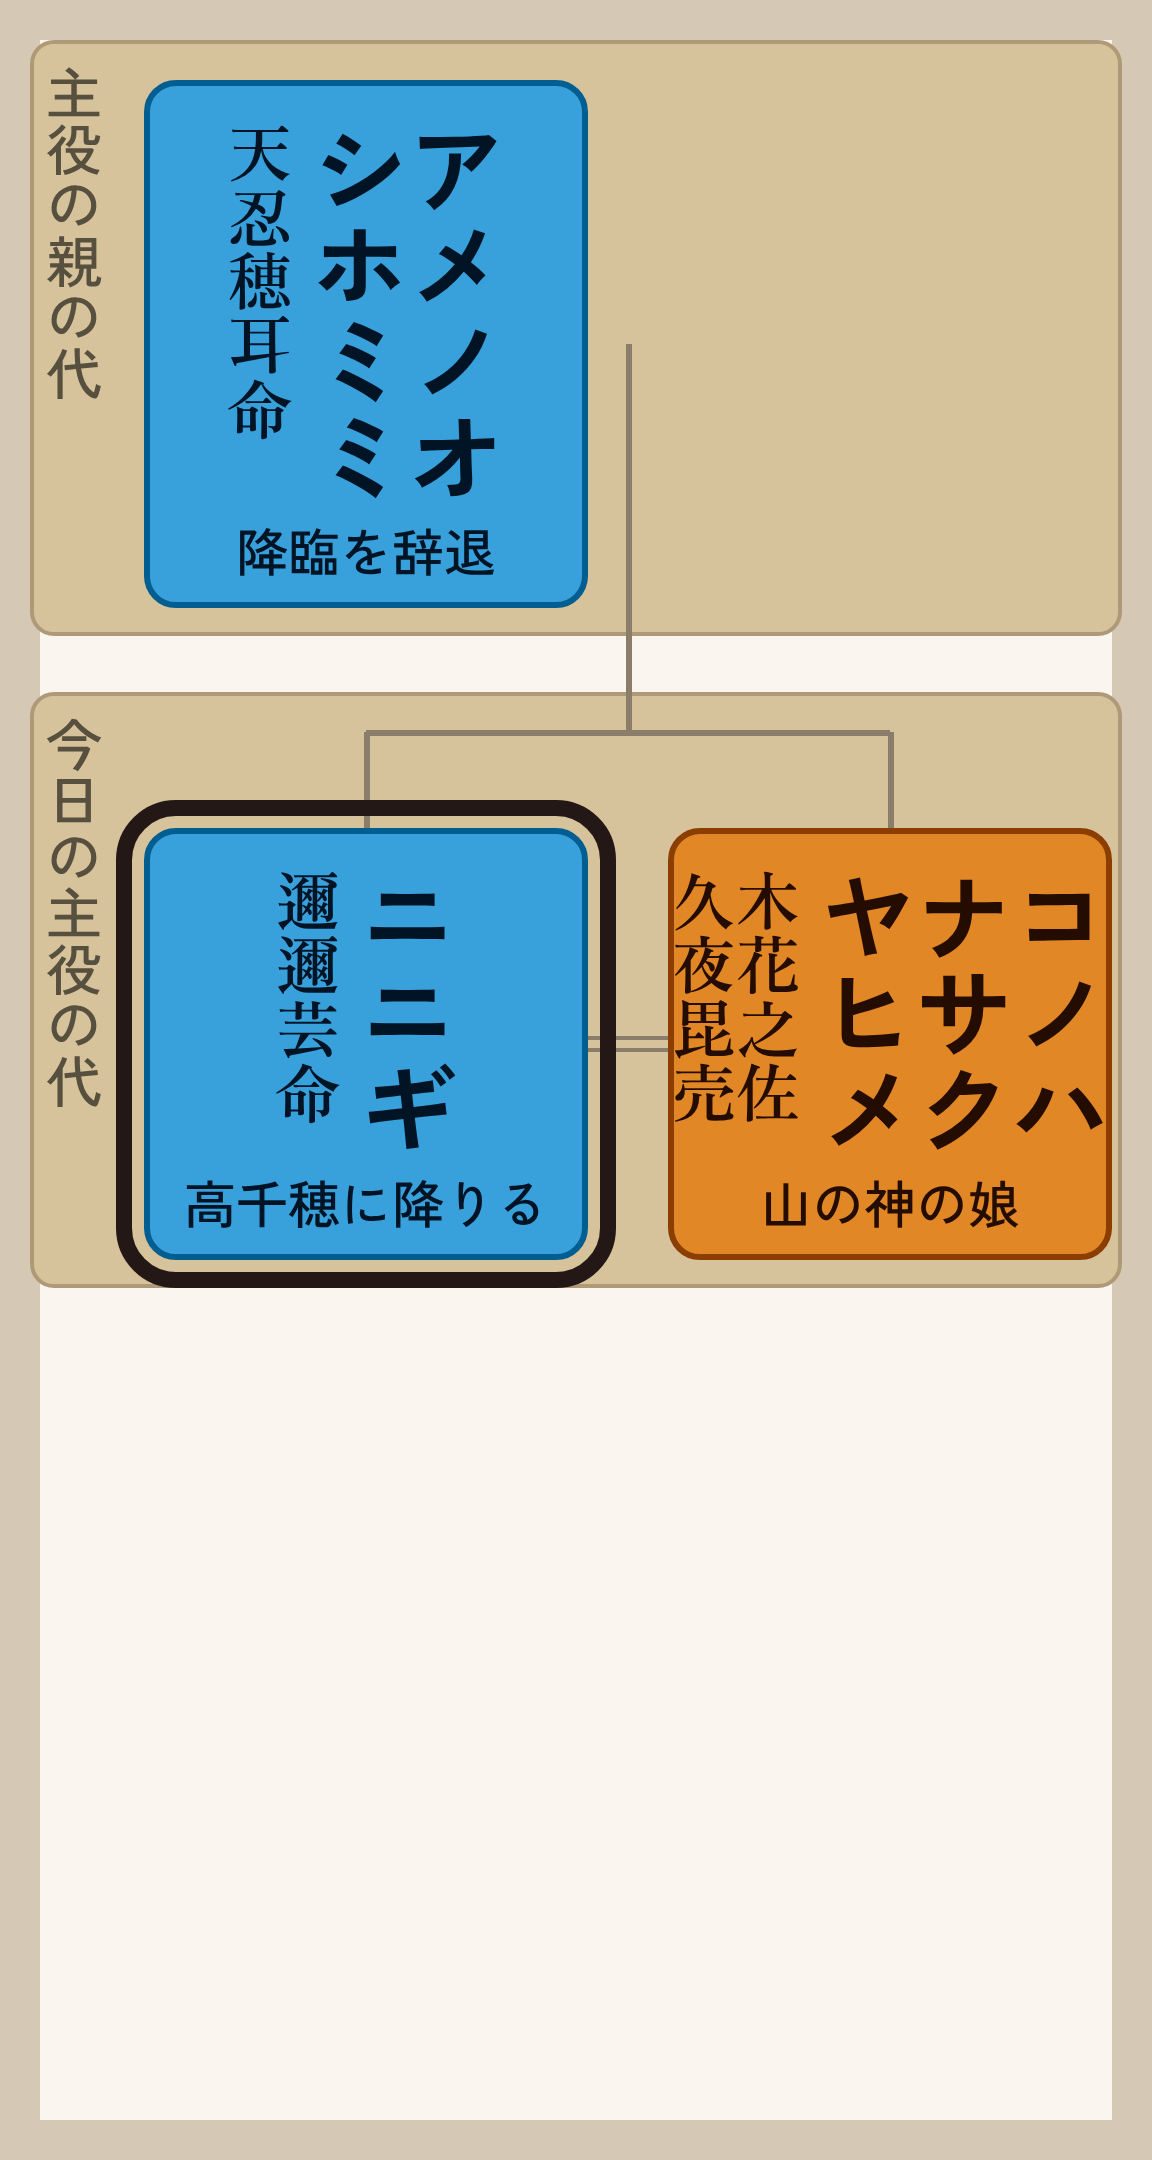 主役の親の代
アメノオ
シホミミ
天忍穂耳命
降臨を辞退
今日の主役の代
ニニギ
邇邇芸命
高千穂に降りる
コノハ
ナサク
ヤヒメ
木花之佐
久夜毘売
山の神の娘